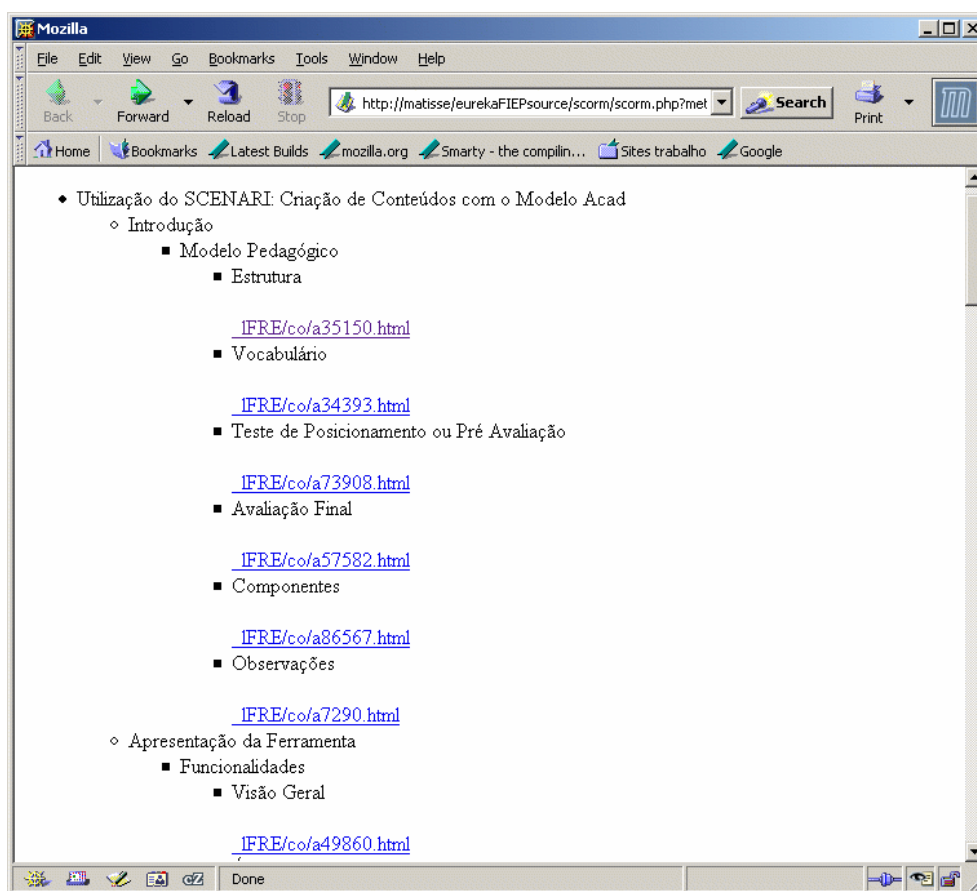 Mozilla
File Edit View Go Bookmarks Tools Window Help
Back Forward Reload Stop http://matisse/eurekaFIEPsource/scorm/scorm.php?met Search Print
Home Bookmarks Latest Builds mozilla.org Smarty - the compilin... Sites trabalho Google
Utilização do SCENARI: Criação de Conteúdos com o Modelo Acad
Introdução
Modelo Pedagógico
Estrutura
_lFRE/co/a35150.html
Vocabulário
_lFRE/co/a34393.html
Teste de Posicionamento ou Pré Avaliação
_lFRE/co/a73908.html
Avaliação Final
_lFRE/co/a57582.html
Componentes
_lFRE/co/a86567.html
Observações
_lFRE/co/a7290.html
Apresentação da Ferramenta
Funcionalidades
Visão Geral
_lFRE/co/a49860.html
Done